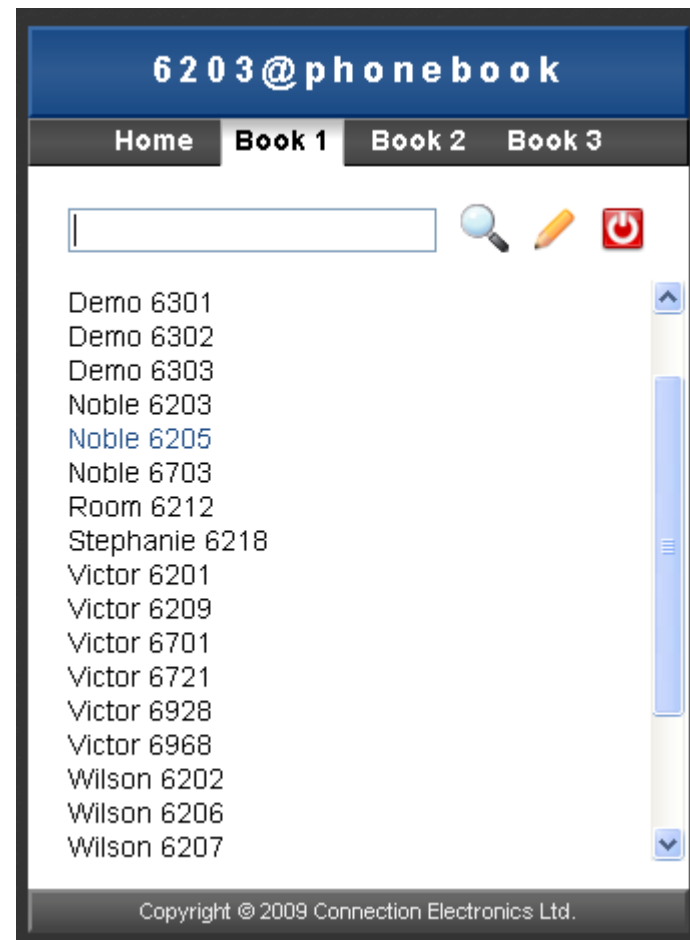 6203@phonebook
Home Book 1 Book 2 Book 3
Demo 6301
Demo 6302
Demo 6303
Noble 6203
Noble 6205
Noble 6703
Room 6212
Stephanie 6218
Victor 6201
Victor 6209
Victor 6701
Victor 6721
Victor 6928
Victor 6968
Wilson 6202
Wilson 6206
Wilson 6207
Copyright © 2009 Connection Electronics Ltd.